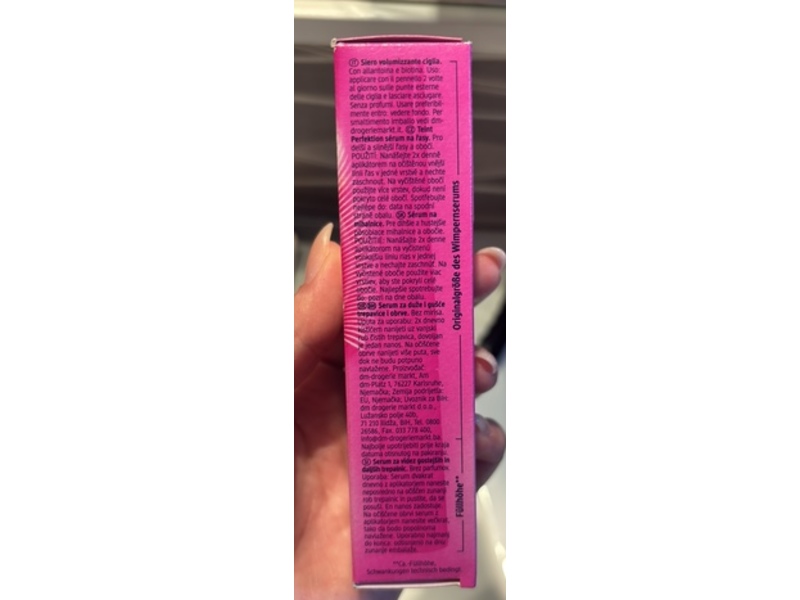 IT Siero volumizzante ciglia.
Con allantoina e biotina. Uso:
applicare con il pennello 2 volte
al giorno sulle punte esterne
delle ciglia e lasciare asciugare.
Senza profumi. Usare preferibil-
mente entro: vedere fondo. Per
smaltimento imballo vedi dm-
drogeriemarkt.it. CZ Teint
Perfektion sérum na řasy. Pro
delší a silnější řasy a obočí.
POUŽITÍ: Nanášejte 2x denně
aplikátorem na očištěnou vnější
linii řas v jedné vrstvě a nechte
zaschnout. Na vyčištěné obočí
použijte více vrstev, dokud není
pokryto celé obočí. Spotřebujte
nejlépe do: data na spodní
straně obalu. SK Sérum na
mihalnice. Pre dlhšie a hustejšie
pôsobiace mihalnice a obočie.
POUŽITIE: Nanášajte 2x denne
aplikátorom na vyčistenú
vonkajšiu líniu rias v jednej
vrstve a nechajte zaschnúť. Na
vyčistené obočie použite viac
vrstiev, aby ste pokryli celé
obočie. Najlepšie spotrebujte
do: pozri na dne obalu.
Serum za duže i gušće
trepavice i obrve. Bez mirisa.
Uputa za uporabu: 2x dnevno
kistićem nanijeti uz vanjski
rub čistih trepavica, dovoljan
je jedan nanos. Na očišćene
obrve nanijeti više puta, sve
dok ne budu potpuno
navlažene. Proizvođač:
dm-drogerie markt, Am
dm-Platz 1, 76227 Karlsruhe,
Njemačka; Zemlja podrijetla:
EU, Njemačka; Uvoznik za BiH:
dm drogerie markt d.o.o.,
Lužansko polje 40b,
71 210 Ilidža, BiH, Tel. 0800
Fax. 033 778 400,
info@dm-drogeriemarkt.ba
Najbolje upotrijebiti prije kraja
datuma otisnutog na pakiranju.
Serum za videz gostejših in
daljših trepalnic. Brez parfuma.
Uporaba: Serum dvakrat
dnevno z aplikatorjem nanesite
neposredno na očiščen zunanji
rob trepalnic in pustite, da se
posuši. En nanos zadostuje.
Na očiščene obrvi serum z
aplikatorjem nanesite večkrat,
tako da bodo popolnoma
navlažene. Uporabno najmanj
do konca: odtisnjeno na dnu
zunanje embalaže.
**Ca.-Füllhöhe,
Schwankungen technisch bedingt.
Originalgröße des Wimpernserums
Füllhöhe**